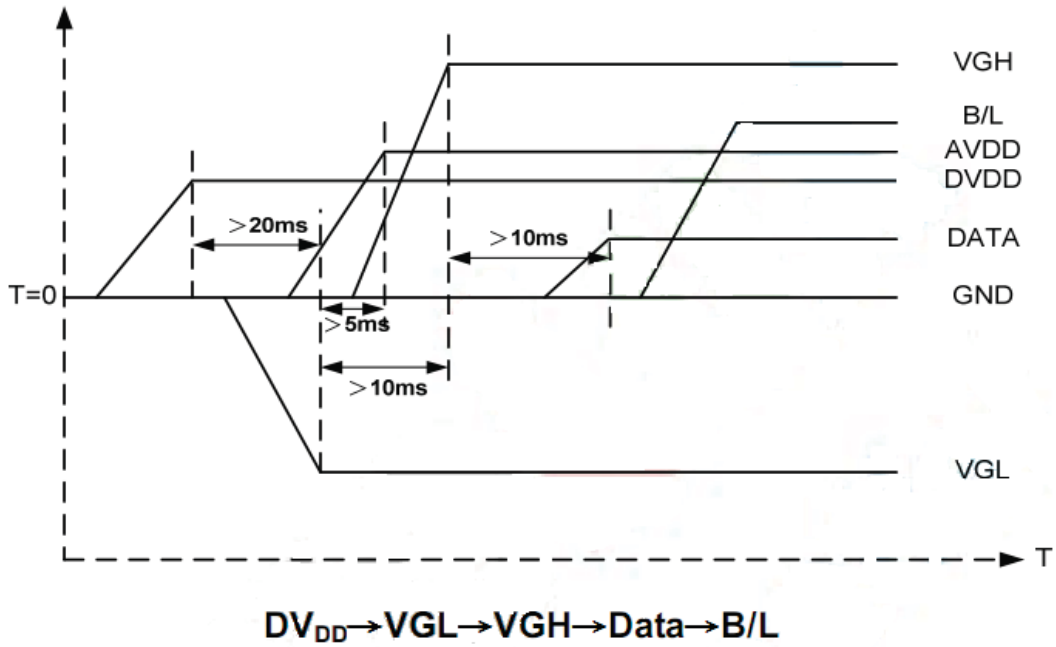 VGH
B/L
AVDD
DVDD
>20ms
>10ms
DATA
T=0
GND
>5ms
>10ms
VGL
T
DVDD→VGL→VGH→Data→B/L